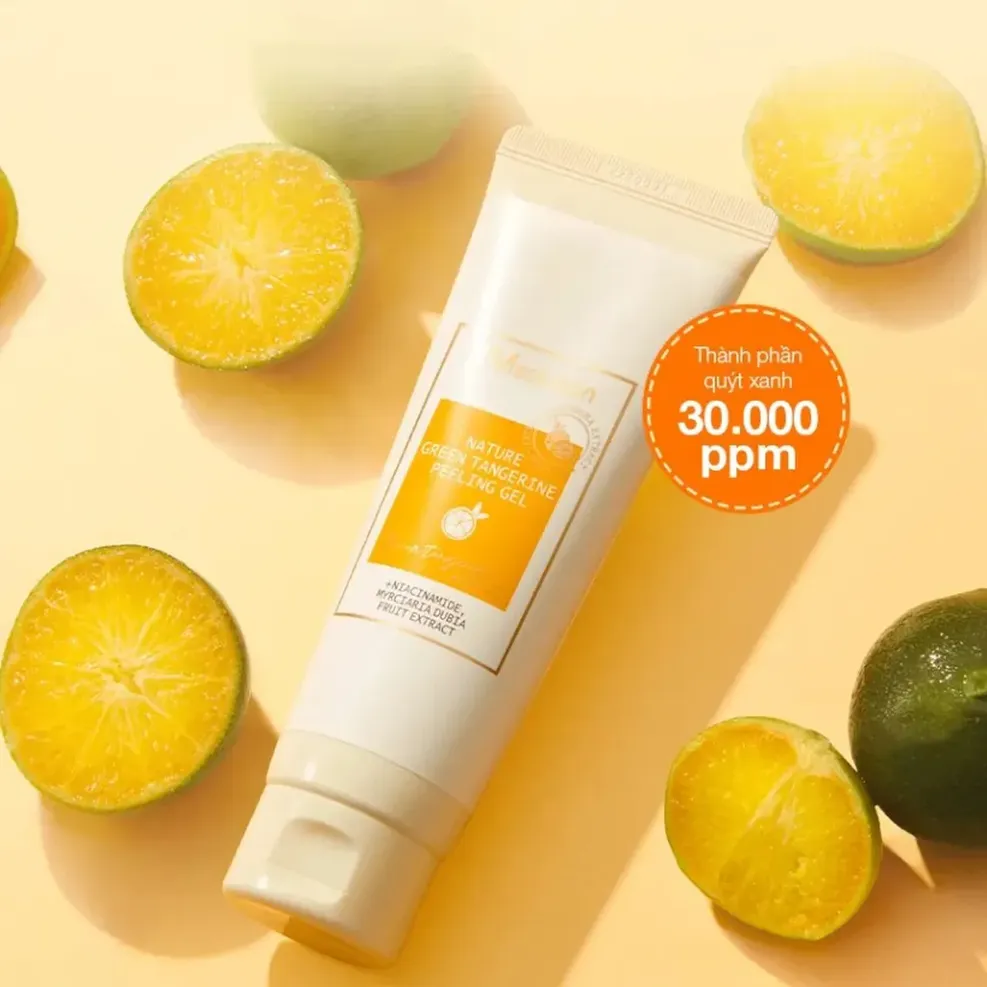 Thành phần
quýt xanh
30.000
ppm
NATURE
GREEN TANGERINE
PEELING GEL
+NIACINAMIDE,
MYRCIARIA DUBIA
FRUIT EXTRACT